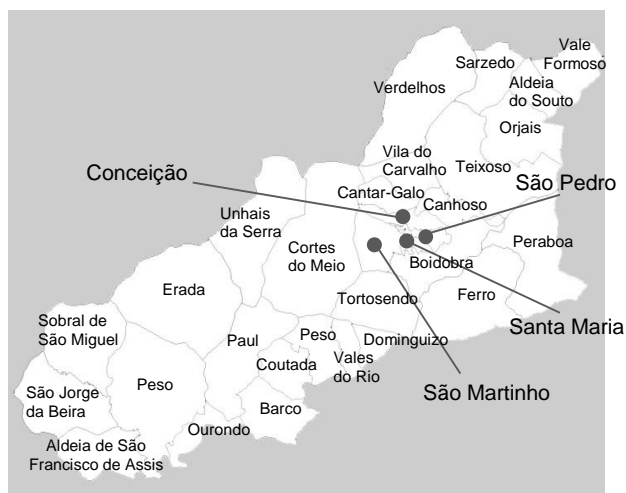 Vale
Formoso
Sarzedo
Verdelhos
Aldeia
do Souto
Orjais
Vila do
Carvalho
Teixoso
Conceição
São Pedro
Cantar-Galo
Canhoso
Unhais
da Serra
Cortes
do Meio
Peraboa
Boidobra
Erada
Tortosendo
Ferro
Sobral de
São Miguel
Santa Maria
Paul
Peso
Dominguizo
Coutada
Vales
do Rio
São Jorge
da Beira
Peso
São Martinho
Barco
Ourondo
Aldeia de São
Francisco de Assis